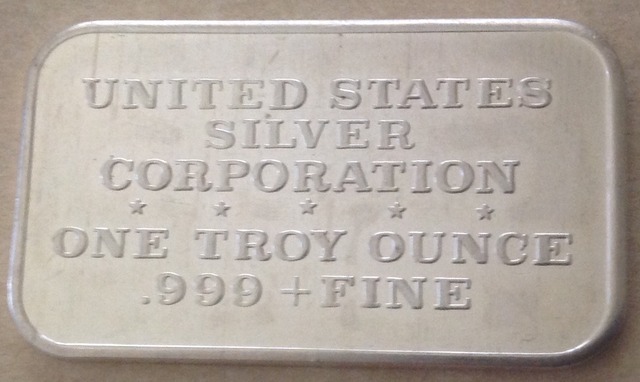 UNITED STATES
SILVER
CORPORATION
★ ★ ★ ★ ★
ONE TROY OUNCE
.999+FINE